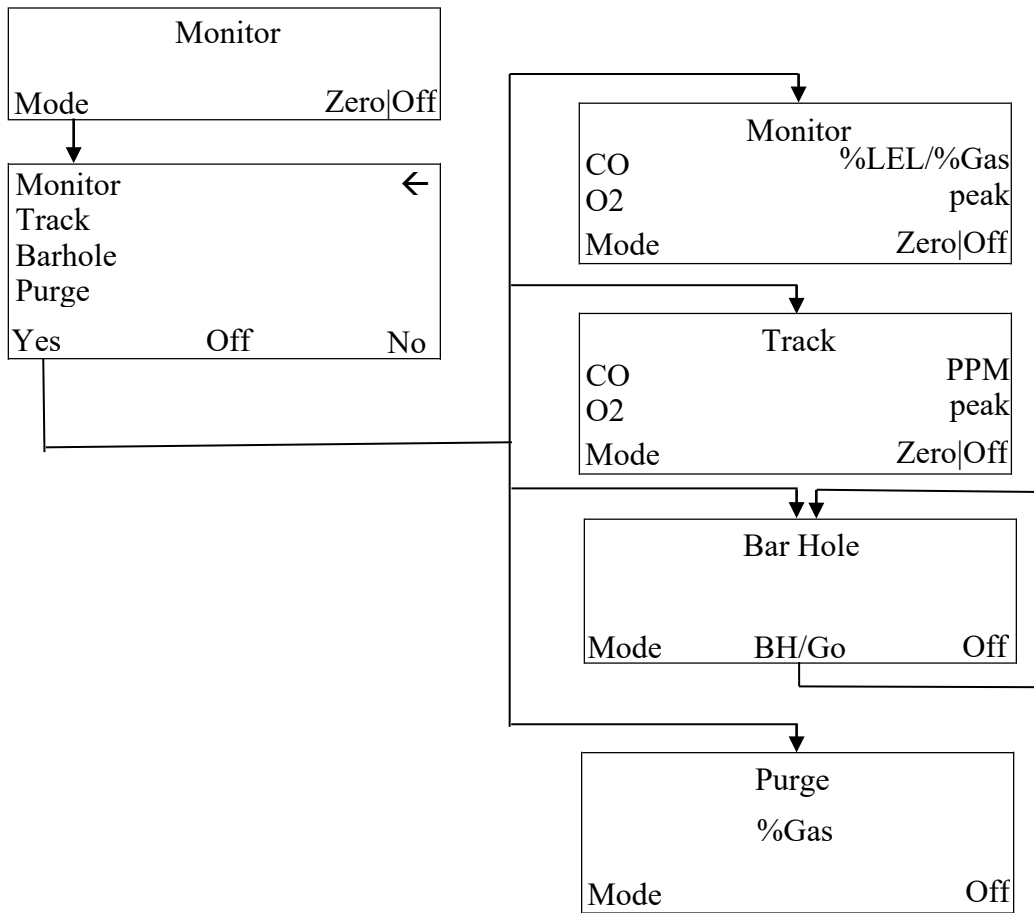 Monitor
Mode Zero|Off
Monitor ←
Track
Barhole
Purge
Yes Off No
Monitor
CO %LEL/%Gas
O2 peak
Mode Zero|Off
Track
CO PPM
O2 peak
Mode Zero|Off
Bar Hole
Mode BH/Go Off
Purge
%Gas
Mode Off